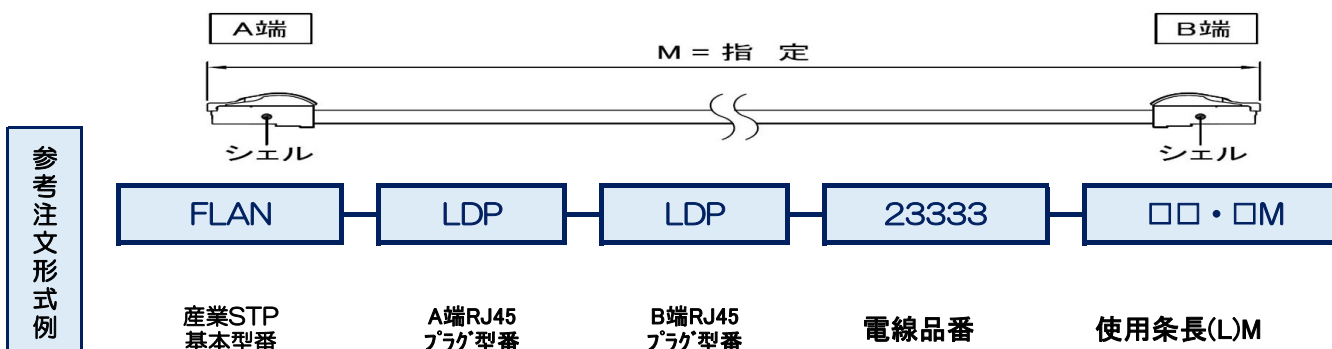 A端 B端
M = 指 定
シェル シェル
参考注文形式例
FLAN LDP LDP 23333 □□・□M
産業STP A端RJ45 B端RJ45 電線品番 使用条長(L)M
基本型番 プラグ型番 プラグ型番